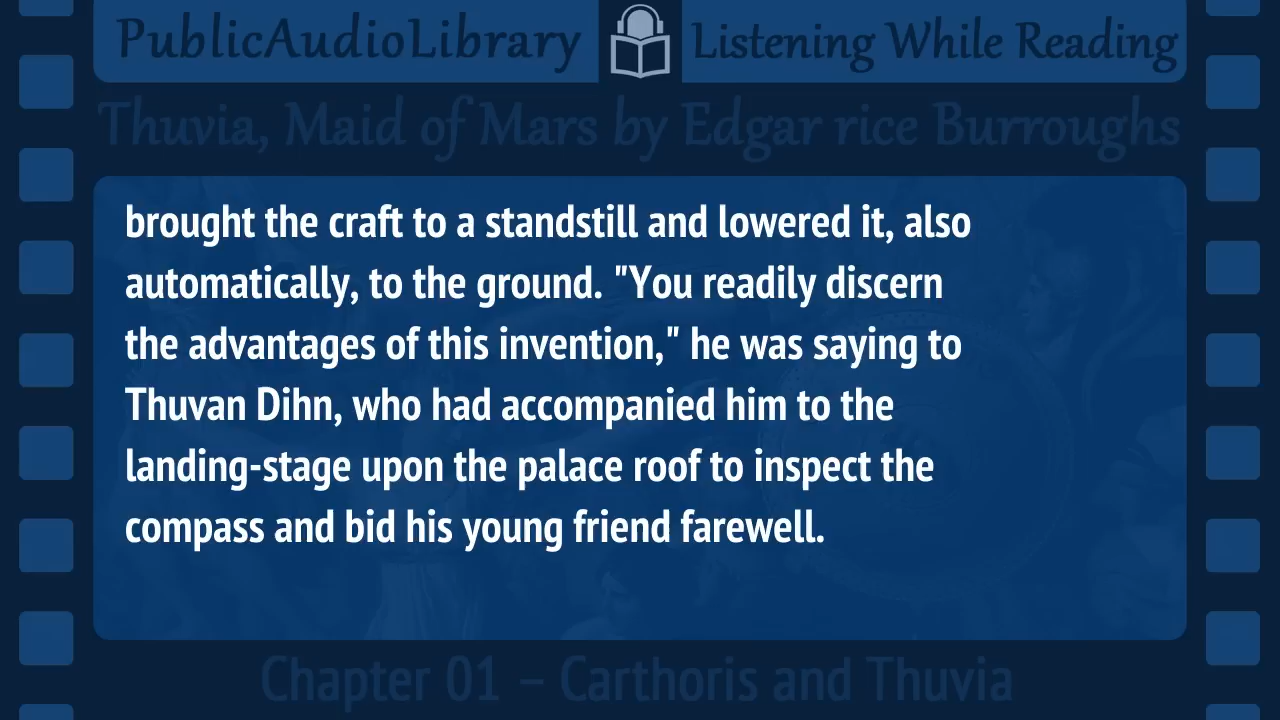 PublicAudioLibrary Listening While Reading
Thuvia, Maid of Mars by Edgar rice Burroughs
brought the craft to a standstill and lowered it, also
automatically, to the ground. "You readily discern
the advantages of this invention," he was saying to
Thuvan Dihn, who had accompanied him to the
landing-stage upon the palace roof to inspect the
compass and bid his young friend farewell.
Chapter 01 – Carthoris and Thuvia